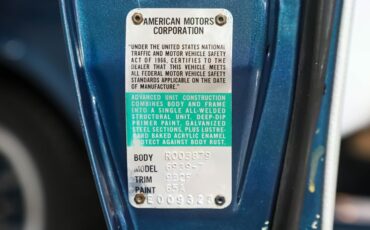 AMERICAN MOTORS
CORPORATION
"UNDER THE UNITED STATES NATIONAL
TRAFFIC AND MOTOR VEHICLE SAFETY
ACT OF 1966, CERTIFIES TO THE
DEALER THAT THIS VEHICLE MEETS
ALL FEDERAL MOTOR VEHICLE SAFETY
STANDARDS APPLICABLE ON THE DATE
OF MANUFACTURE."
ADVANCED UNIT CONSTRUCTION
COMBINES BODY AND FRAME
INTO A SINGLE ALL-WELDED
STRUCTURAL UNIT. DEEP-DIP
PRIMER PAINT, GALVANIZED
STEEL SECTIONS, PLUS LUSTRE-
HARD BAKED ACRYLIC ENAMEL
PROTECT AGAINST BODY RUST.
BODY
MODEL
TRIM
PAINT 65A